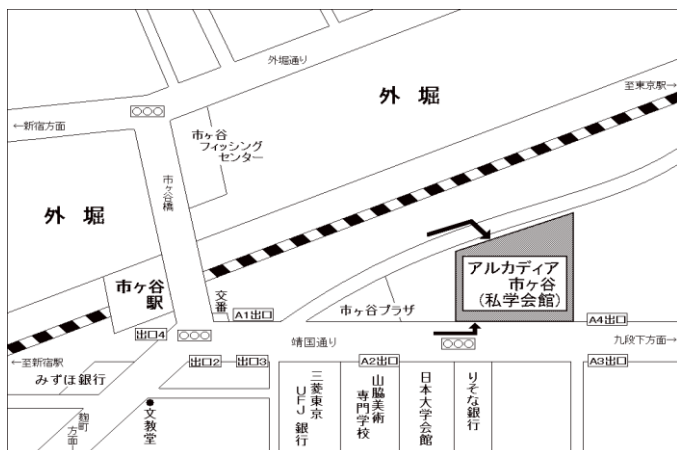 外堀通り
至東京駅→
外 堀
←新宿方面
市ヶ谷
フィッシング
センター
市ヶ谷橋
外 堀
市ヶ谷
駅
交番
A1出口
市ヶ谷プラザ
アルカディア
市ヶ谷
(私学会館)
A4出口
出口4
靖国通り
九段下方面→
←至新宿駅
みずほ銀行
出口2
出口3
A2出口
A3出口
麹町
方面→
●文教堂
三菱東京
UFJ銀行
山脇美術
専門学校
日本大学会館
りそな銀行